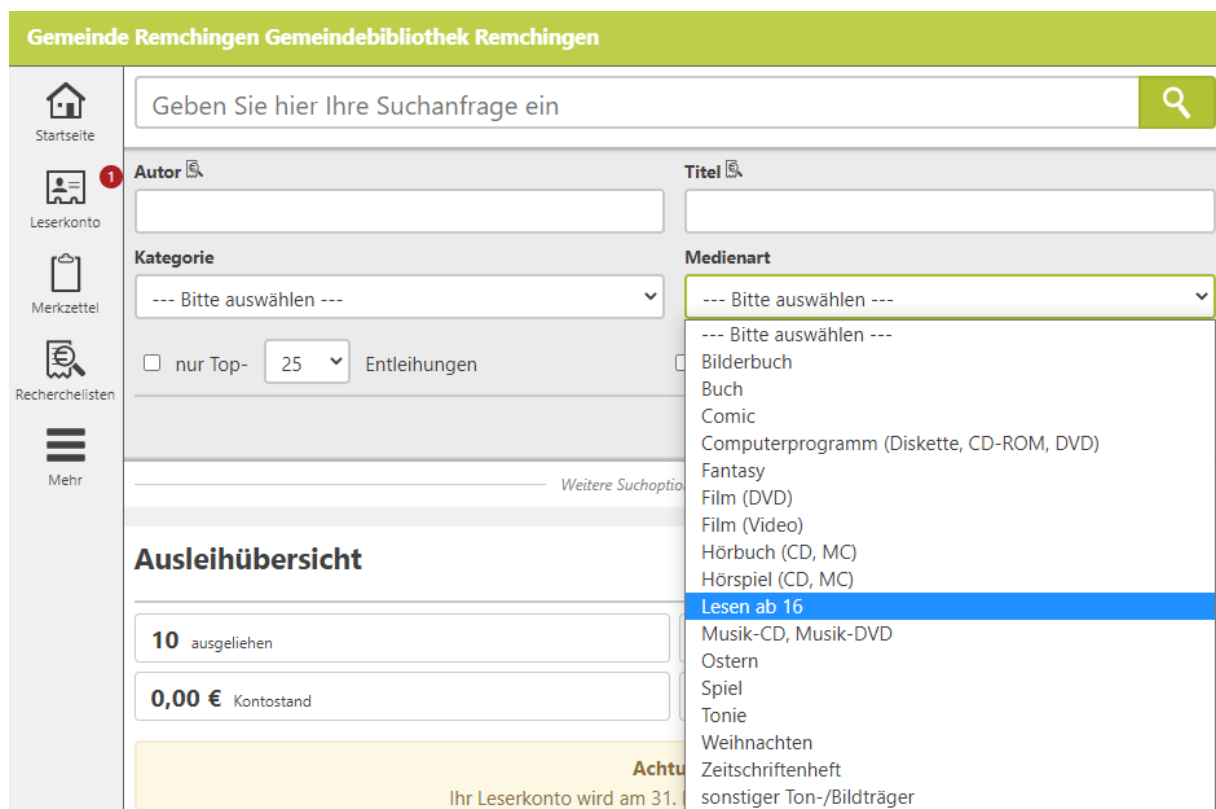 Gemeinde Remchingen Gemeindebibliothek Remchingen
Startseite
Geben Sie hier Ihre Suchanfrage ein
1
Leserkonto
Merkzettel
Recherchelisten
Mehr
Autor
Titel
Kategorie
Medienart
--- Bitte auswählen ---
--- Bitte auswählen ---
nur Top- 25 Entleihungen
--- Bitte auswählen ---
Bilderbuch
Buch
Comic
Computerprogramm (Diskette, CD-ROM, DVD)
Fantasy
Film (DVD)
Film (Video)
Hörbuch (CD, MC)
Hörspiel (CD, MC)
Lesen ab 16
Musik-CD, Musik-DVD
Ostern
Spiel
Tonie
Weihnachten
Zeitschriftenheft
sonstiger Ton-/Bildträger
Weitere
Ausleihübersicht
10 ausgeliehen
0,00 € Kontostand
Ihr Leserkonto wird am 31.